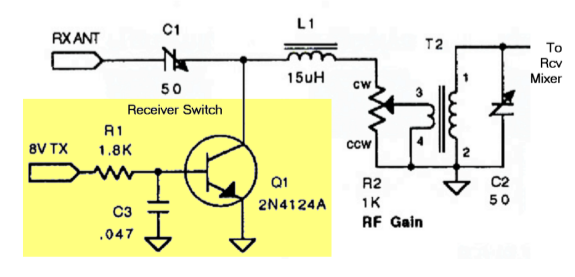 RX ANT
C1
50
L1
15uH
T2
To
Rcv
Mixer
CW
CCW
3
4
1
2
R2
1K
RF Gain
C2
50
Receiver Switch
8V TX
R1
1.8K
C3
.047
Q1
2N4124A